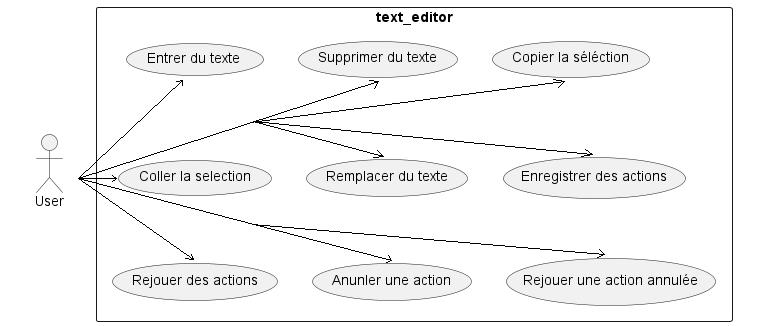 text_editor
Entrer du texte
Supprimer du texte
Copier la séléction
User
Coller la selection
Remplacer du texte
Enregistrer des actions
Rejouer des actions
Anunler une action
Rejouer une action annulée